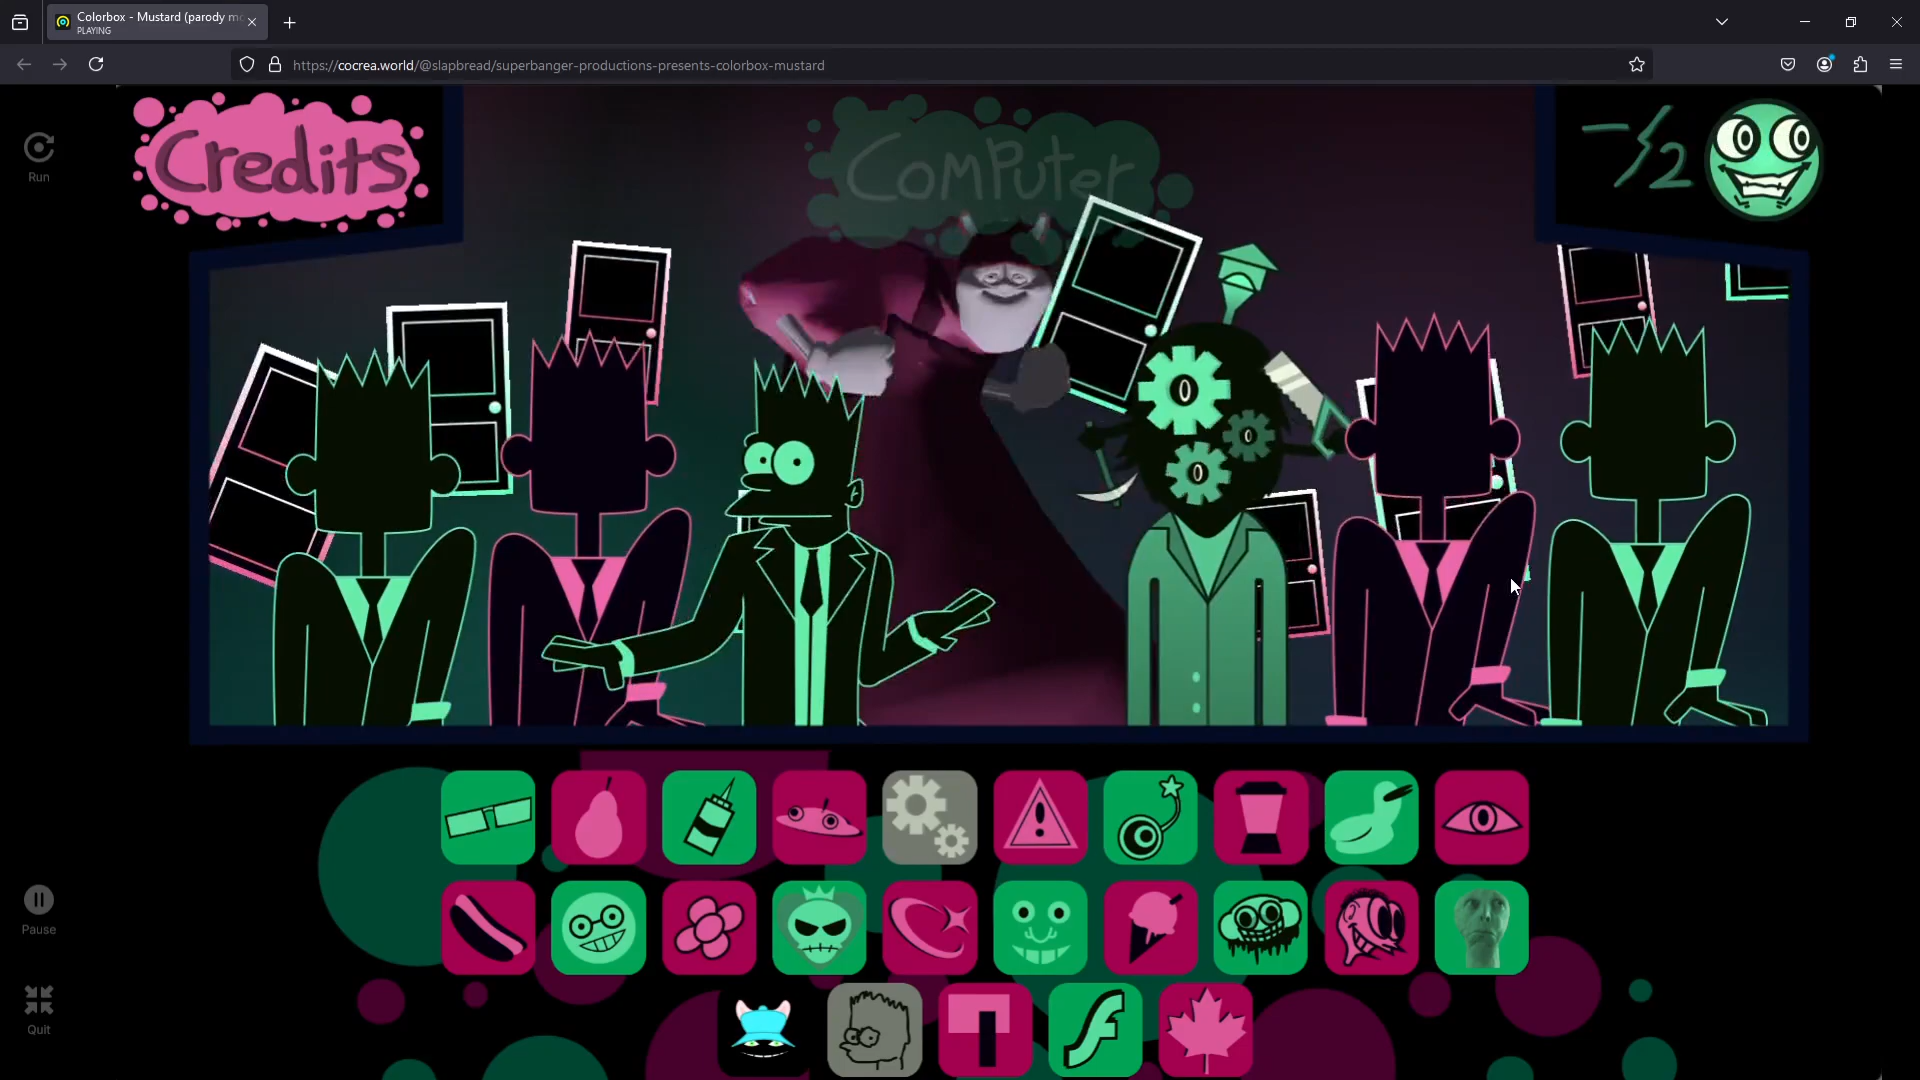 Colorbox - Mustard (parody mo
PLAYING
https://cocrea.world/@slapbread/superbanger-productions-presents-colorbox-mustard
Run
Credits
Computer
-/2
Pause
Quit